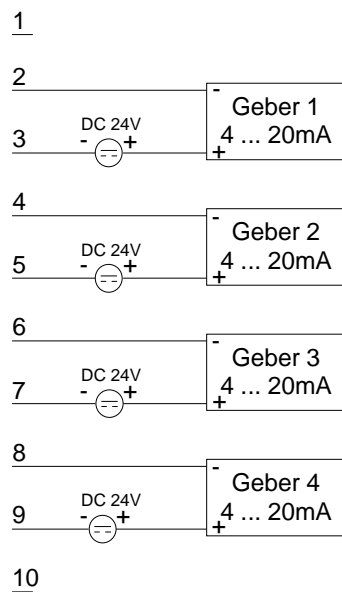 1
2
-
Geber 1
DC 24V
3
- +
4 ... 20mA
+
4
-
Geber 2
DC 24V
5
- +
4 ... 20mA
+
6
-
Geber 3
DC 24V
7
- +
4 ... 20mA
+
8
-
Geber 4
DC 24V
9
- +
4 ... 20mA
+
10